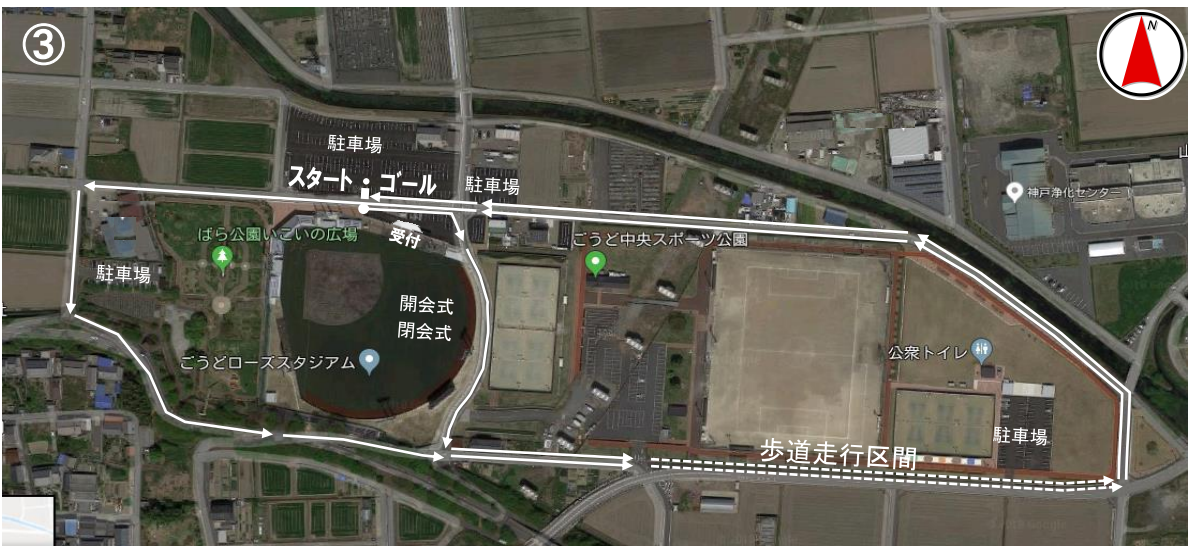 ③
N
駐車場
スタート・ゴール
駐車場
神戸浄化センター
山
受付
ばら公園いこいの広場
ごうど中央スポーツ公園
駐車場
開会式
閉会式
ごうどローズスタジアム
公衆トイレ
駐車場
歩道走行区間